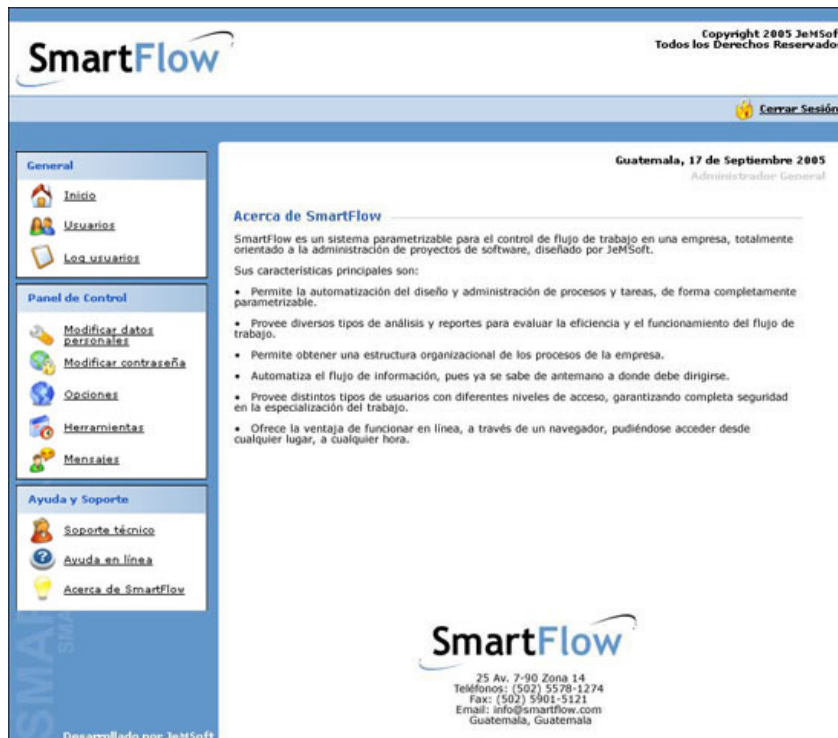 SmartFlow
Copyright 2005 JeMSoft
Todos los Derechos Reservados
Cerrar Sesión
General
Inicio
Usuarios
Log usuarios
Panel de Control
Modificar datos
personales
Modificar contraseña
Opciones
Herramientas
Mensajes
Ayuda y Soporte
Soporte técnico
Ayuda en línea
Acerca de SmartFlow
SMAR
SMA
Desarrollado por JeMSoft
Guatemala, 17 de Septiembre 2005
Administrador General
Acerca de SmartFlow
SmartFlow es un sistema parametrizable para el control de flujo de trabajo en una empresa, totalmente
orientado a la administración de proyectos de software, diseñado por JeMSoft.
Sus características principales son:
• Permite la automatización del diseño y administración de procesos y tareas, de forma completamente
parametrizable.
• Provee diversos tipos de análisis y reportes para evaluar la eficiencia y el funcionamiento del flujo de
trabajo.
• Permite obtener una estructura organizacional de los procesos de la empresa.
• Automatiza el flujo de información, pues ya se sabe de antemano a donde debe dirigirse.
• Provee distintos tipos de usuarios con diferentes niveles de acceso, garantizando completa seguridad
en la especialización del trabajo.
• Ofrece la ventaja de funcionar en línea, a través de un navegador, pudiéndose acceder desde
cualquier lugar, a cualquier hora.
SmartFlow
25 Av. 7-90 Zona 14
Teléfonos: (502) 5578-1274
Fax: (502) 5901-5121
Email: info@smartflow.com
Guatemala, Guatemala